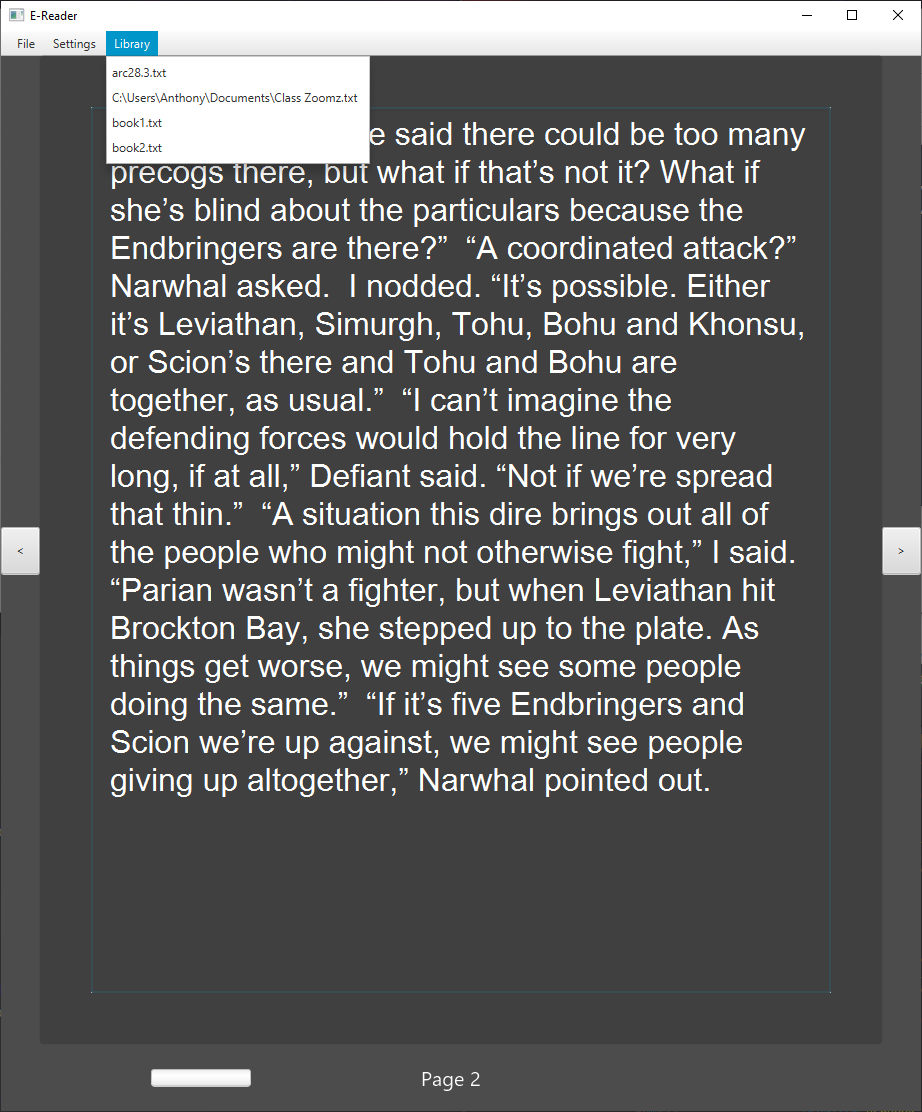 E-Reader
File Settings Library
arc28.3.txt
C:\Users\Anthony\Documents\Class Zoomz.txt
book1.txt
book2.txt
said there could be too many
precogs there, but what if that’s not it? What if
she’s blind about the particulars because the
Endbringers are there?”  “A coordinated attack?”
Narwhal asked.  I nodded. “It’s possible. Either
it’s Leviathan, Simurgh, Tohu, Bohu and Khonsu,
or Scion’s there and Tohu and Bohu are
together, as usual.”  “I can’t imagine the
defending forces would hold the line for very
long, if at all,” Defiant said. “Not if we’re spread
that thin.”  “A situation this dire brings out all of
the people who might not otherwise fight,” I said.
“Parian wasn’t a fighter, but when Leviathan hit
Brockton Bay, she stepped up to the plate. As
things get worse, we might see some people
doing the same.”  “If it’s five Endbringers and
Scion we’re up against, we might see people
giving up altogether,” Narwhal pointed out.
<
>
Page 2